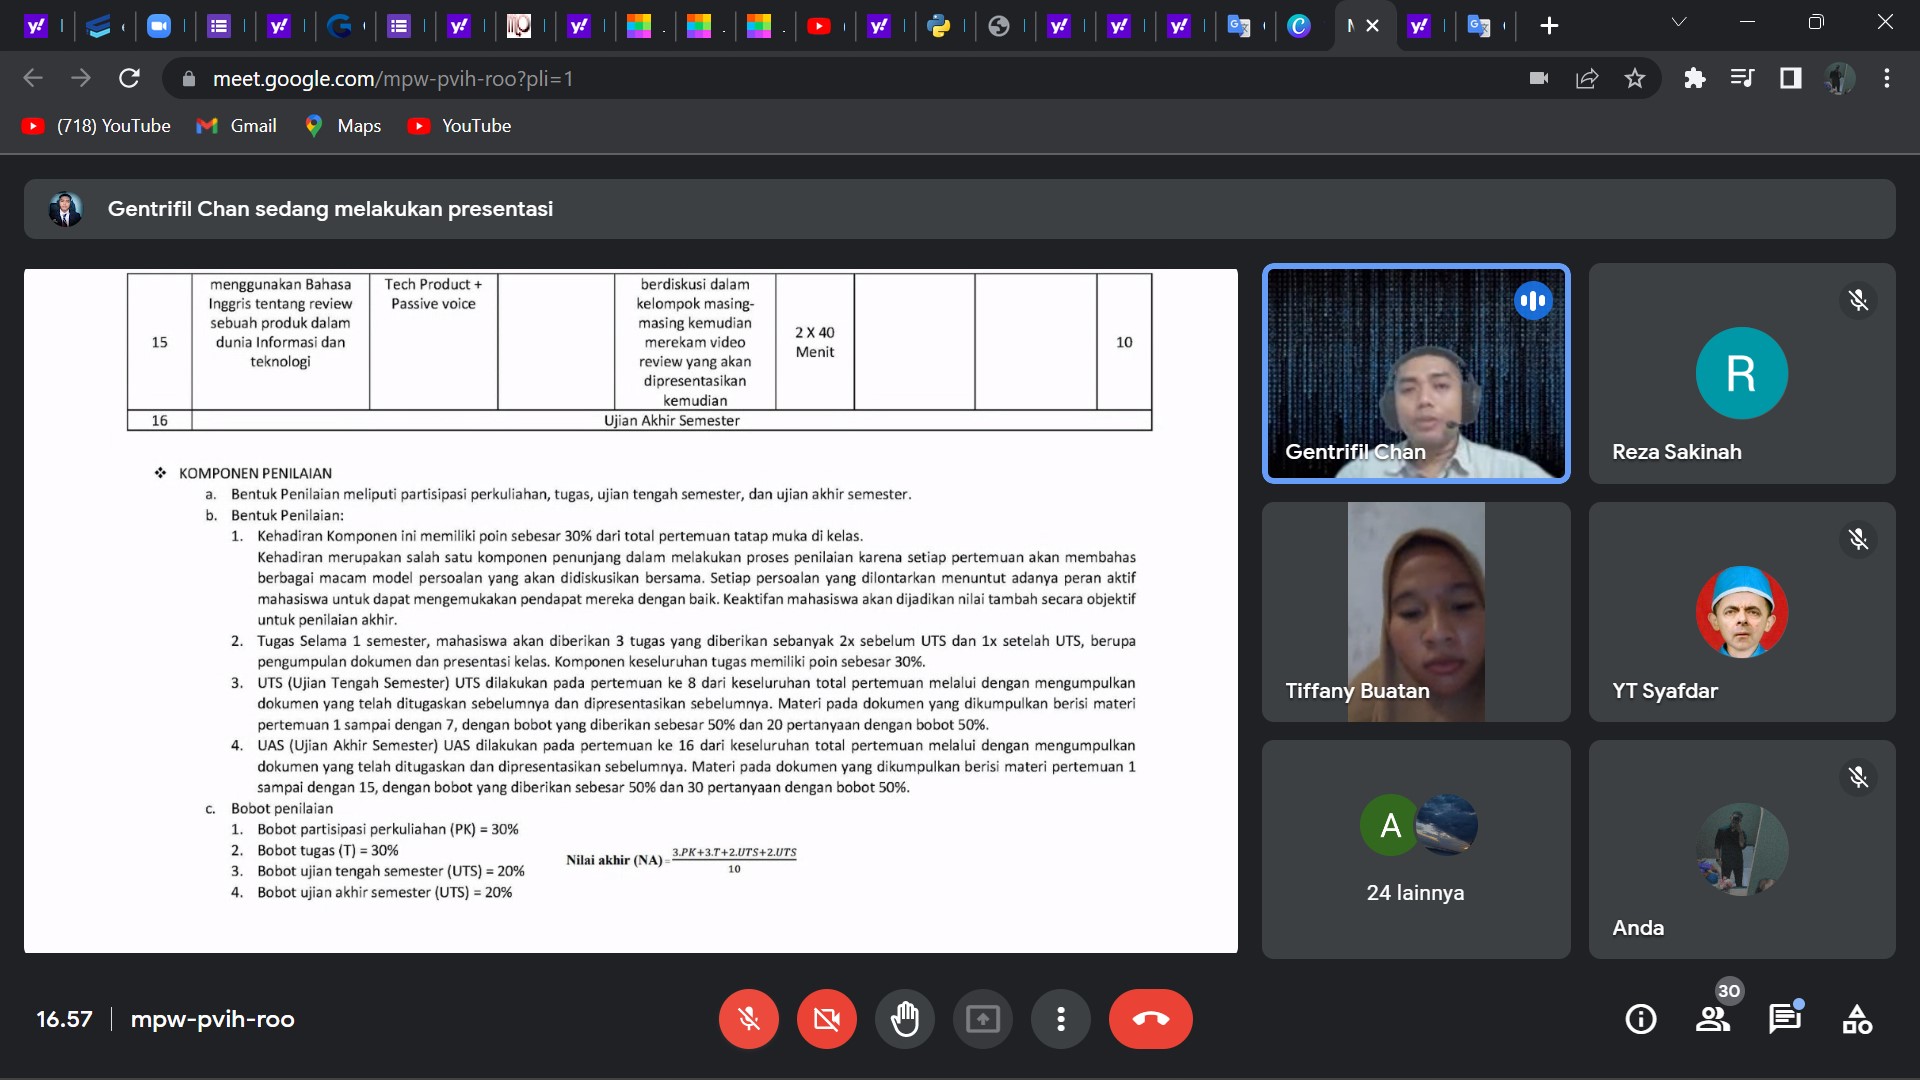 meet.google.com/mpw-pvih-roo?pli=1
(718) YouTube
Gmail
Maps
YouTube
Gentrifil Chan sedang melakukan presentasi
15
menggunakan Bahasa
Inggris tentang review
sebuah produk dalam
dunia Informasi dan
teknologi
Tech Product +
Passive voice
berdiskusi dalam
kelompok masing-
masing kemudian
merekam video
review yang akan
dipresentasikan
kemudian
2 X 40
Menit
10
16
Ujian Akhir Semester
❖ KOMPONEN PENILAIAN
a. Bentuk Penilaian meliputi partisipasi perkuliahan, tugas, ujian tengah semester, dan ujian akhir semester.
b. Bentuk Penilaian:
1. Kehadiran Komponen ini memiliki poin sebesar 30% dari total pertemuan tatap muka di kelas.
Kehadiran merupakan salah satu komponen penunjang dalam melakukan proses penilaian karena setiap pertemuan akan membahas
berbagai macam model persoalan yang akan didiskusikan bersama. Setiap persoalan yang dilontarkan menuntut adanya peran aktif
mahasiswa untuk dapat mengemukakan pendapat mereka dengan baik. Keaktifan mahasiswa akan dijadikan nilai tambah secara objektif
untuk penilaian akhir.
2. Tugas Selama 1 semester, mahasiswa akan diberikan 3 tugas yang diberikan sebanyak 2x sebelum UTS dan 1x setelah UTS, berupa
pengumpulan dokumen dan presentasi kelas. Komponen keseluruhan tugas memiliki poin sebesar 30%.
3. UTS (Ujian Tengah Semester) UTS dilakukan pada pertemuan ke 8 dari keseluruhan total pertemuan melalui dengan mengumpulkan
dokumen yang telah ditugaskan sebelumnya dan dipresentasikan sebelumnya. Materi pada dokumen yang dikumpulkan berisi materi
pertemuan 1 sampai dengan 7, dengan bobot yang diberikan sebesar 50% dan 20 pertanyaan dengan bobot 50%.
4. UAS (Ujian Akhir Semester) UAS dilakukan pada pertemuan ke 16 dari keseluruhan total pertemuan melalui dengan mengumpulkan
dokumen yang telah ditugaskan dan dipresentasikan sebelumnya. Materi pada dokumen yang dikumpulkan berisi materi pertemuan 1
sampai dengan 15, dengan bobot yang diberikan sebesar 50% dan 30 pertanyaan dengan bobot 50%.
c. Bobot penilaian
1. Bobot partisipasi perkuliahan (PK) = 30%
2. Bobot tugas (T) = 30%
3. Bobot ujian tengah semester (UTS) = 20%
4. Bobot ujian akhir semester (UTS) = 20%
Nilai akhir (NA) = 3.PK+3.T+2.UTS+2.UTS
10
Gentrifil Chan
R
Reza Sakinah
Tiffany Buatan
YT Syafdar
A
24 lainnya
Anda
16.57
mpw-pvih-roo
30